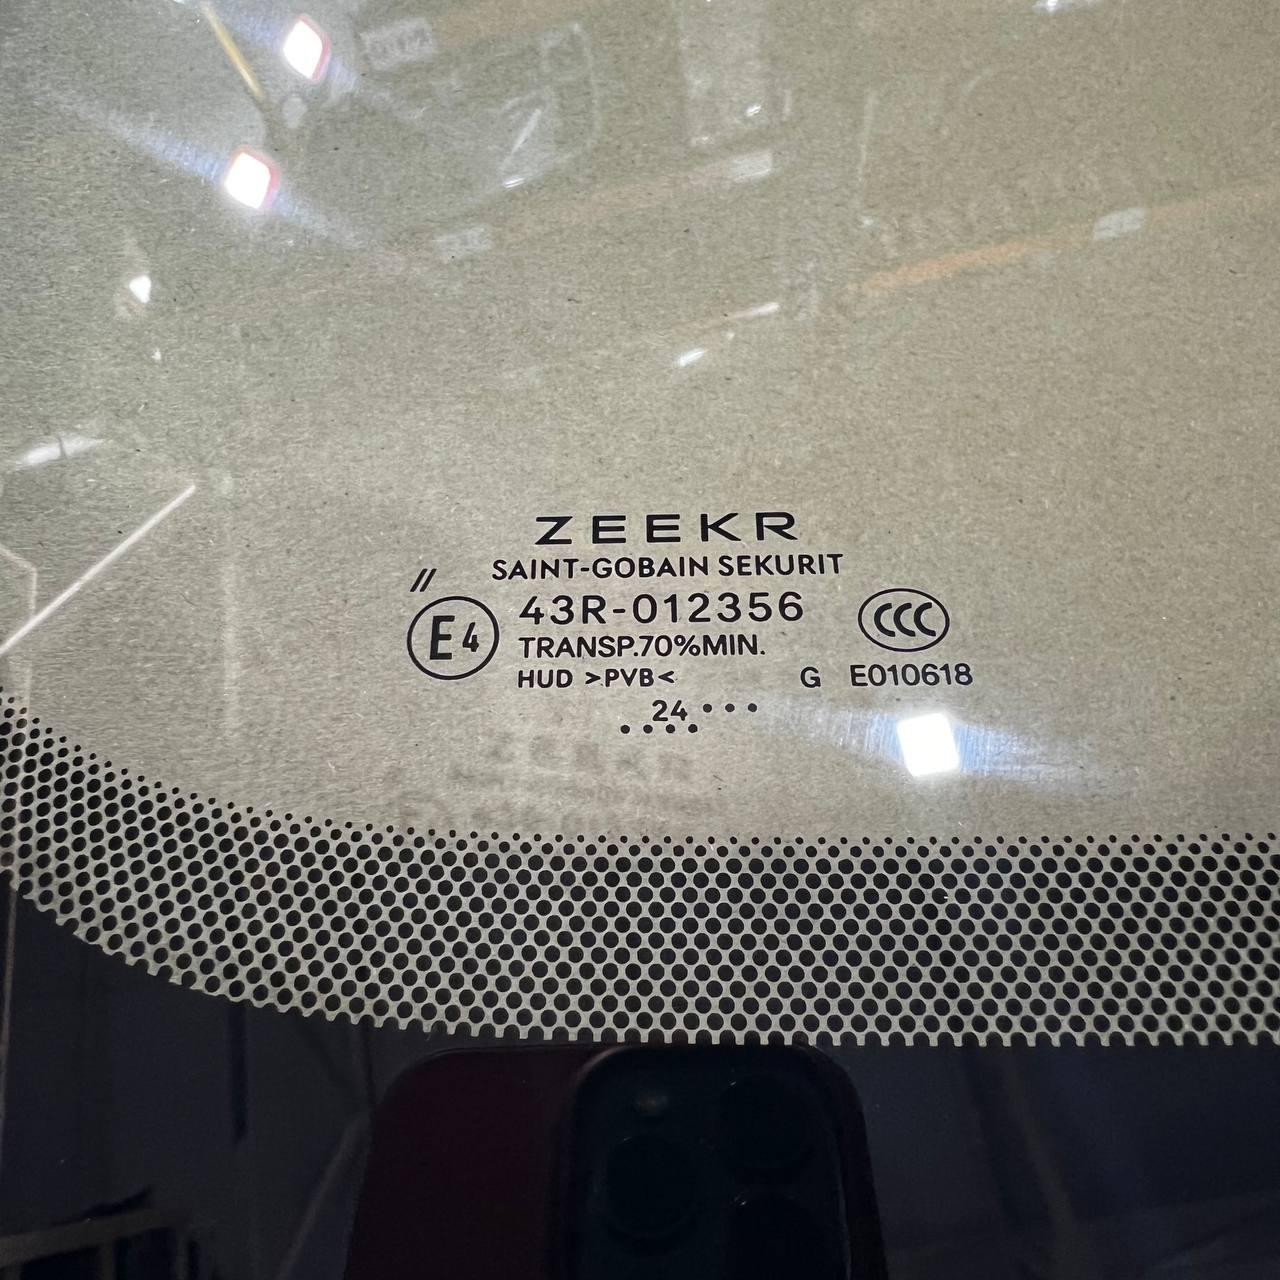 ZEEKR
SAINT-GOBAIN SEKURIT
//
E4 43R-012356 CCC
TRANSP.70%MIN.
HUD >PVB< G E010618
24...
....